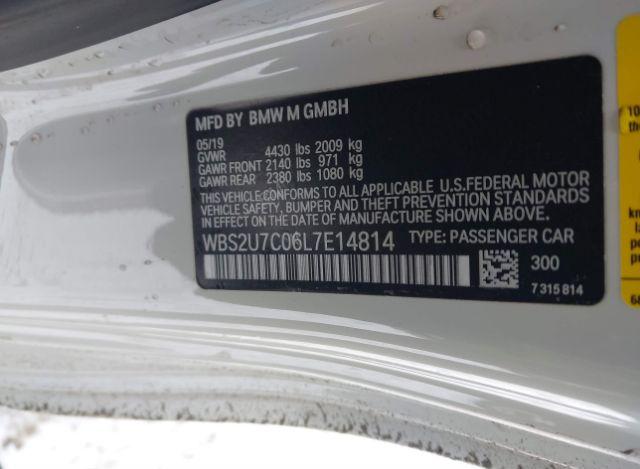 MFD BY BMW M GMBH
05/19
GVWR 4430 lbs 2009 kg
GAWR FRONT 2140 lbs 971 kg
GAWR REAR 2380 lbs 1080 kg
THIS VEHICLE CONFORMS TO ALL APPLICABLE U.S.FEDERAL MOTOR
VEHICLE SAFETY, BUMPER AND THEFT PREVENTION STANDARDS
IN EFFECT ON THE DATE OF MANUFACTURE SHOWN ABOVE.
WBS2U7C06L7E14814 TYPE: PASSENGER CAR
300
7 315 814